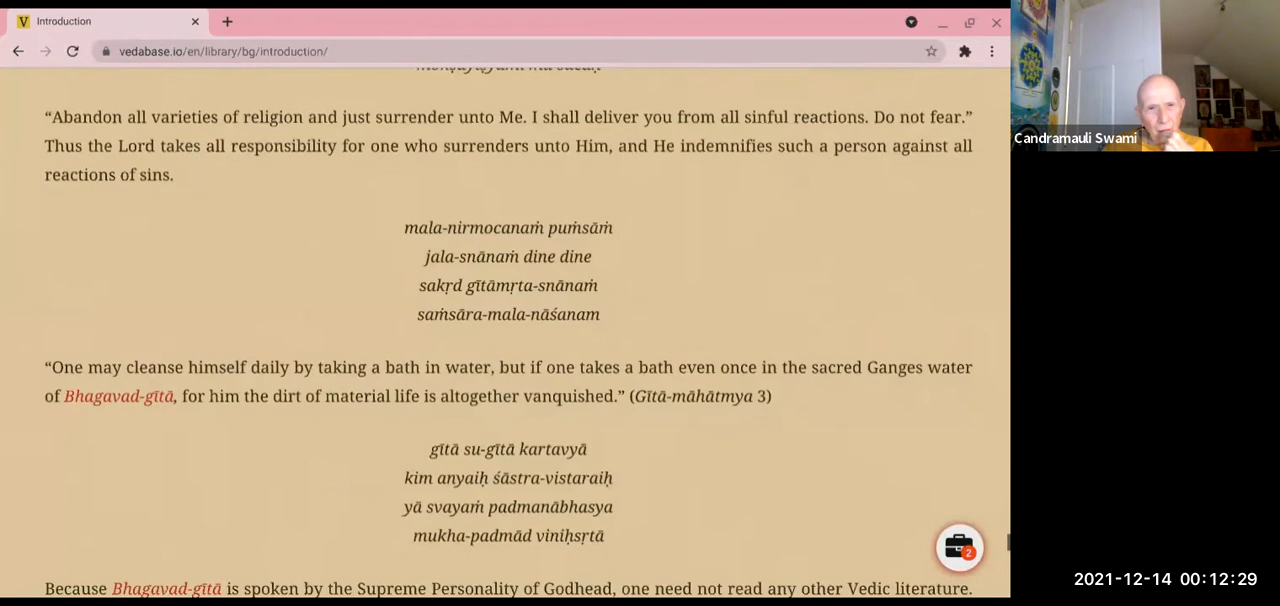 Introduction
vedabase.io/en/library/bg/introduction/
“Abandon all varieties of religion and just surrender unto Me. I shall deliver you from all sinful reactions. Do not fear.”
Thus the Lord takes all responsibility for one who surrenders unto Him, and He indemnifies such a person against all
reactions of sins.
mala-nirmocanaṁ puṁsāṁ
jala-snānaṁ dine dine
sakṛd gītāmṛta-snānaṁ
saṁsāra-mala-nāśanam
“One may cleanse himself daily by taking a bath in water, but if one takes a bath even once in the sacred Ganges water
of Bhagavad-gītā, for him the dirt of material life is altogether vanquished.” (Gītā-māhātmya 3)
gītā su-gītā kartavyā
kim anyaiḥ śāstra-vistaraiḥ
yā svayaṁ padmanābhasya
mukha-padmād viniḥsṛtā
2
Because Bhagavad-gītā is spoken by the Supreme Personality of Godhead, one need not read any other Vedic literature.
Candramauli Swami
2021-12-14 00:12:29